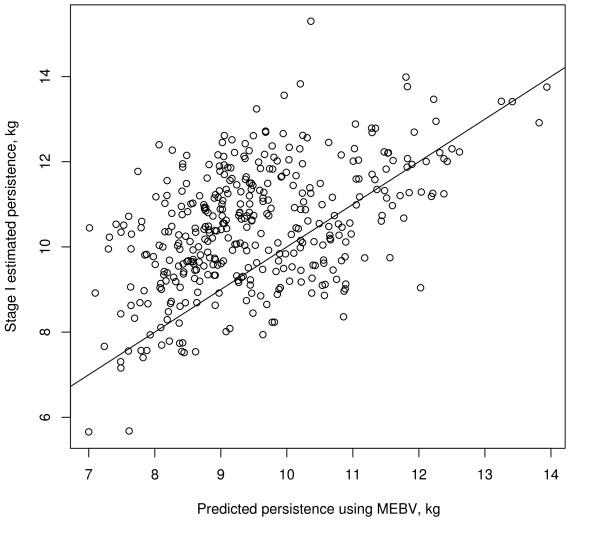 Stage I estimated persistence, kg
14
12
10
8
6
7 8 9 10 11 12 13 14
Predicted persistence using MEBV, kg